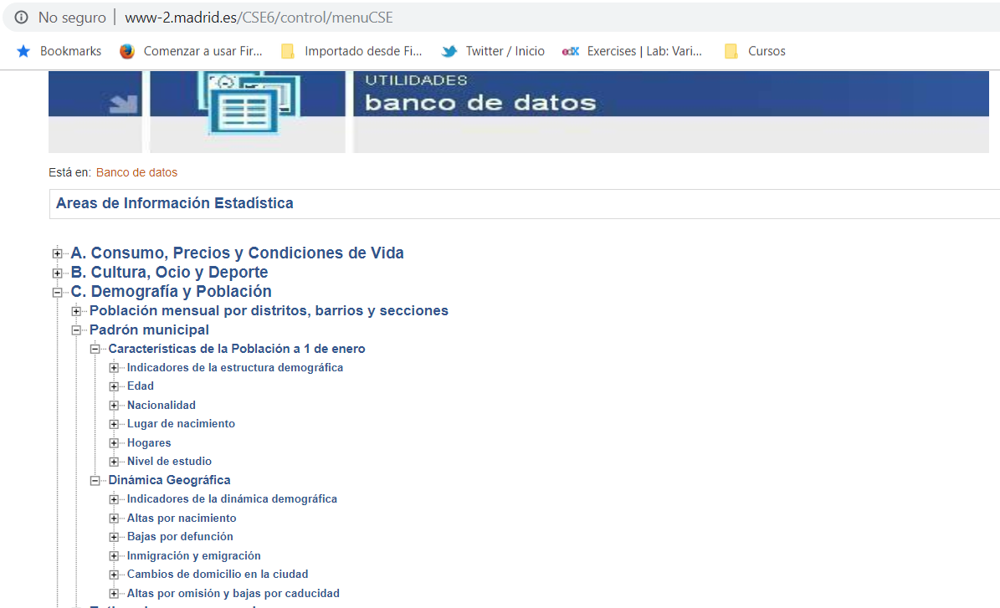 No seguro | www-2.madrid.es/CSE6/control/menuCSE
Bookmarks Comenzar a usar Fir... Importado desde Fi... Twitter / Inicio edX Exercises | Lab: Vari... Cursos
UTILIDADES
banco de datos
Está en: Banco de datos
Areas de Información Estadística
A. Consumo, Precios y Condiciones de Vida
B. Cultura, Ocio y Deporte
C. Demografía y Población
Población mensual por distritos, barrios y secciones
Padrón municipal
Características de la Población a 1 de enero
Indicadores de la estructura demográfica
Edad
Nacionalidad
Lugar de nacimiento
Hogares
Nivel de estudio
Dinámica Geográfica
Indicadores de la dinámica demográfica
Altas por nacimiento
Bajas por defunción
Inmigración y emigración
Cambios de domicilio en la ciudad
Altas por omisión y bajas por caducidad